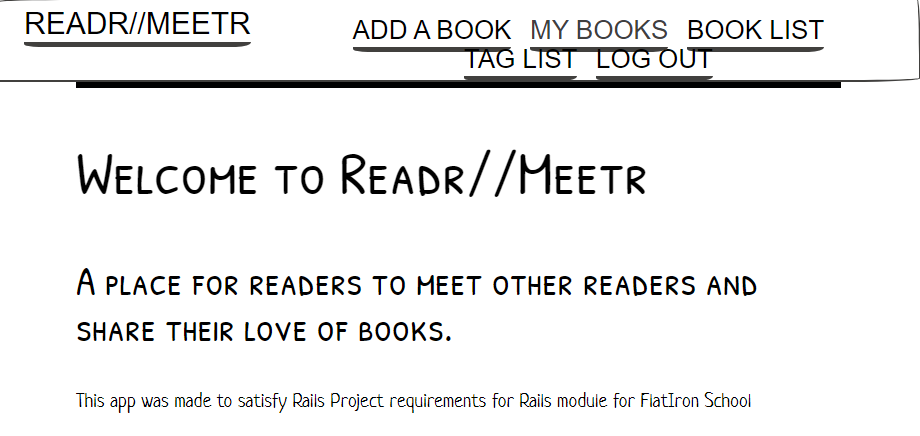 READR//MEETR
ADD A BOOK MY BOOKS BOOK LIST
TAG LIST LOG OUT
Welcome to Readr//Meetr
A place for readers to meet other readers and
share their love of books.
This app was made to satisfy Rails Project requirements for Rails module for FlatIron School